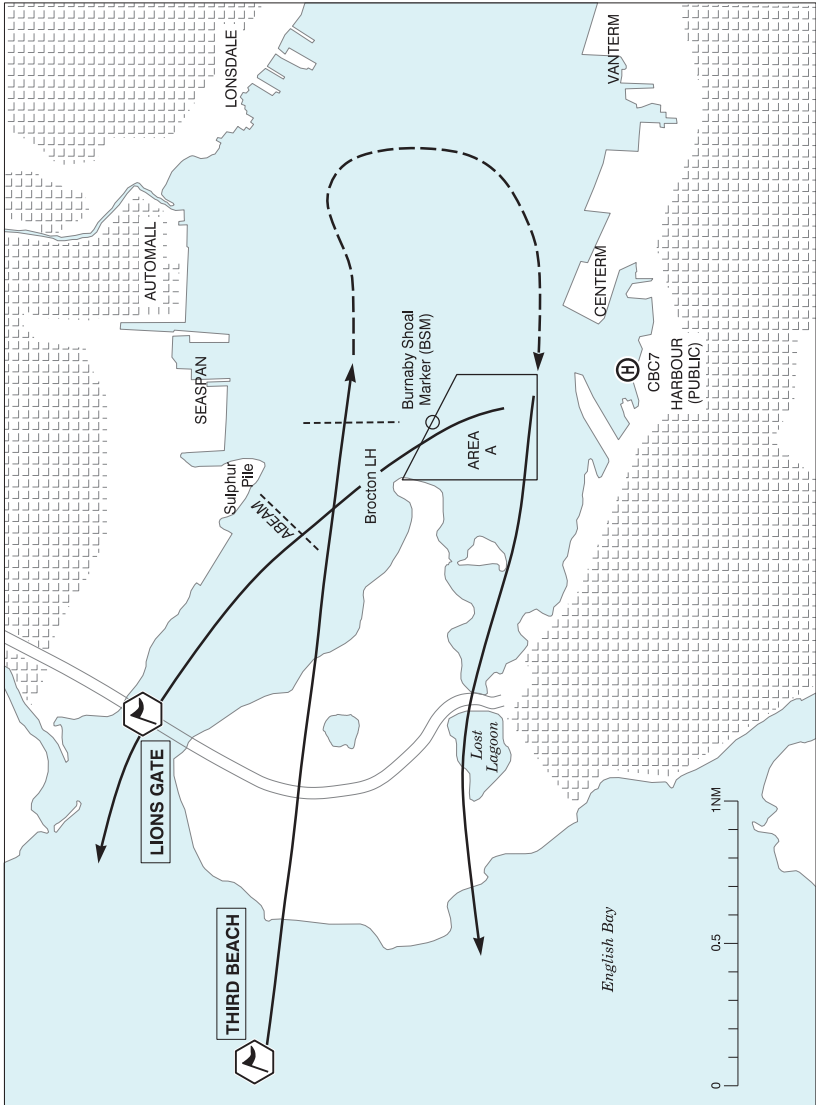 LONSDALE
VANTERM
AUTOMALL
CENTERM
SEASPAN
Burnaby Shoal
Marker (BSM)
H
CBC7
HARBOUR
(PUBLIC)
Sulphur
Pile
ABEAM
Brocton LH
AREA
A
LIONS GATE
Lost
Lagoon
THIRD BEACH
English Bay
0
0.5
1NM